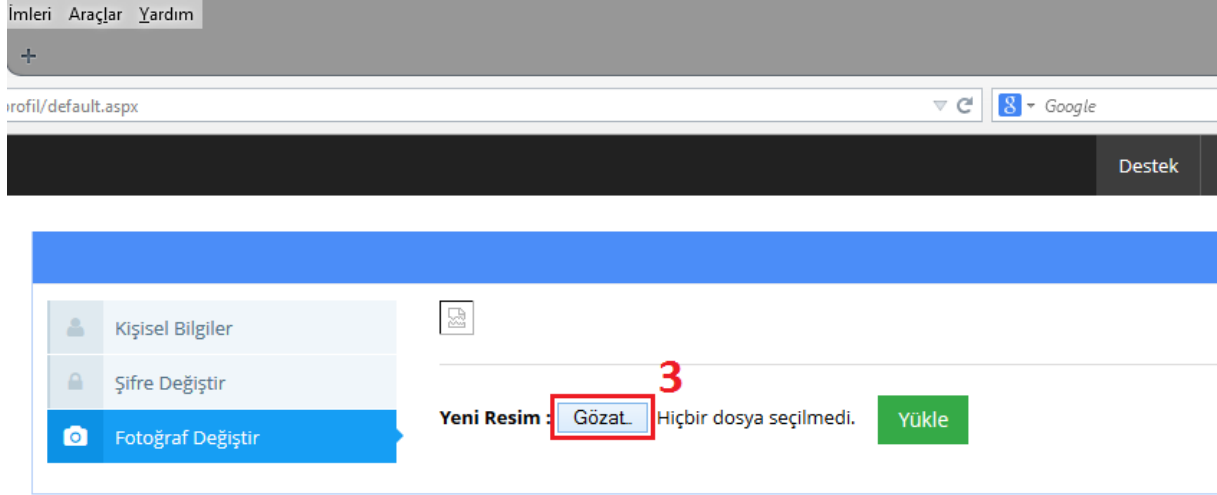 İmleri Araçlar Yardım
+
rofil/default.aspx
8 Google
Destek
Kişisel Bilgiler
Şifre Değiştir
Fotoğraf Değiştir
3
Yeni Resim : Gözat.. Hiçbir dosya seçilmedi. Yükle